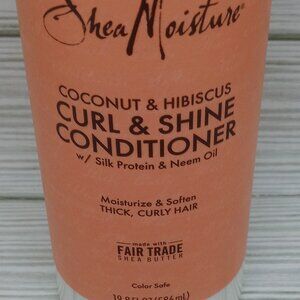 SheaMoisture®
COCONUT & HIBISCUS
CURL & SHINE
CONDITIONER
w/ Silk Protein & Neem Oil
Moisturize & Soften
THICK, CURLY HAIR
made with
FAIR TRADE
SHEA BUTTER
Color Safe